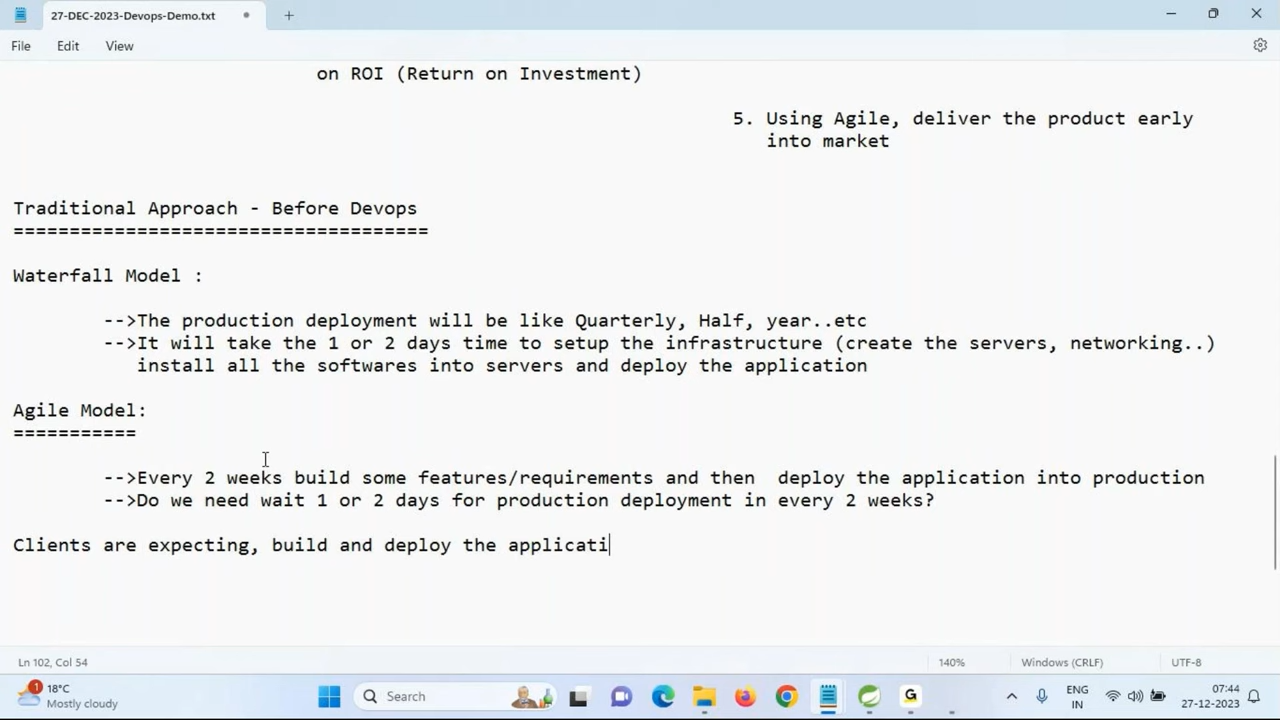 27-DEC-2023-Devops-Demo.txt
File Edit View
on ROI (Return on Investment)
5. Using Agile, deliver the product early
into market
Traditional Approach - Before Devops
=====================================
Waterfall Model :
-->The production deployment will be like Quarterly, Half, year..etc
-->It will take the 1 or 2 days time to setup the infrastructure (create the servers, networking..)
install all the softwares into servers and deploy the application
Agile Model:
===========
-->Every 2 weeks build some features/requirements and then  deploy the application into production
-->Do we need wait 1 or 2 days for production deployment in every 2 weeks?
Clients are expecting, build and deploy the applicati
Ln 102, Col 54 140% Windows (CRLF) UTF-8
1 18°C
Mostly cloudy
Search
G
ENG
IN
07:44
27-12-2023